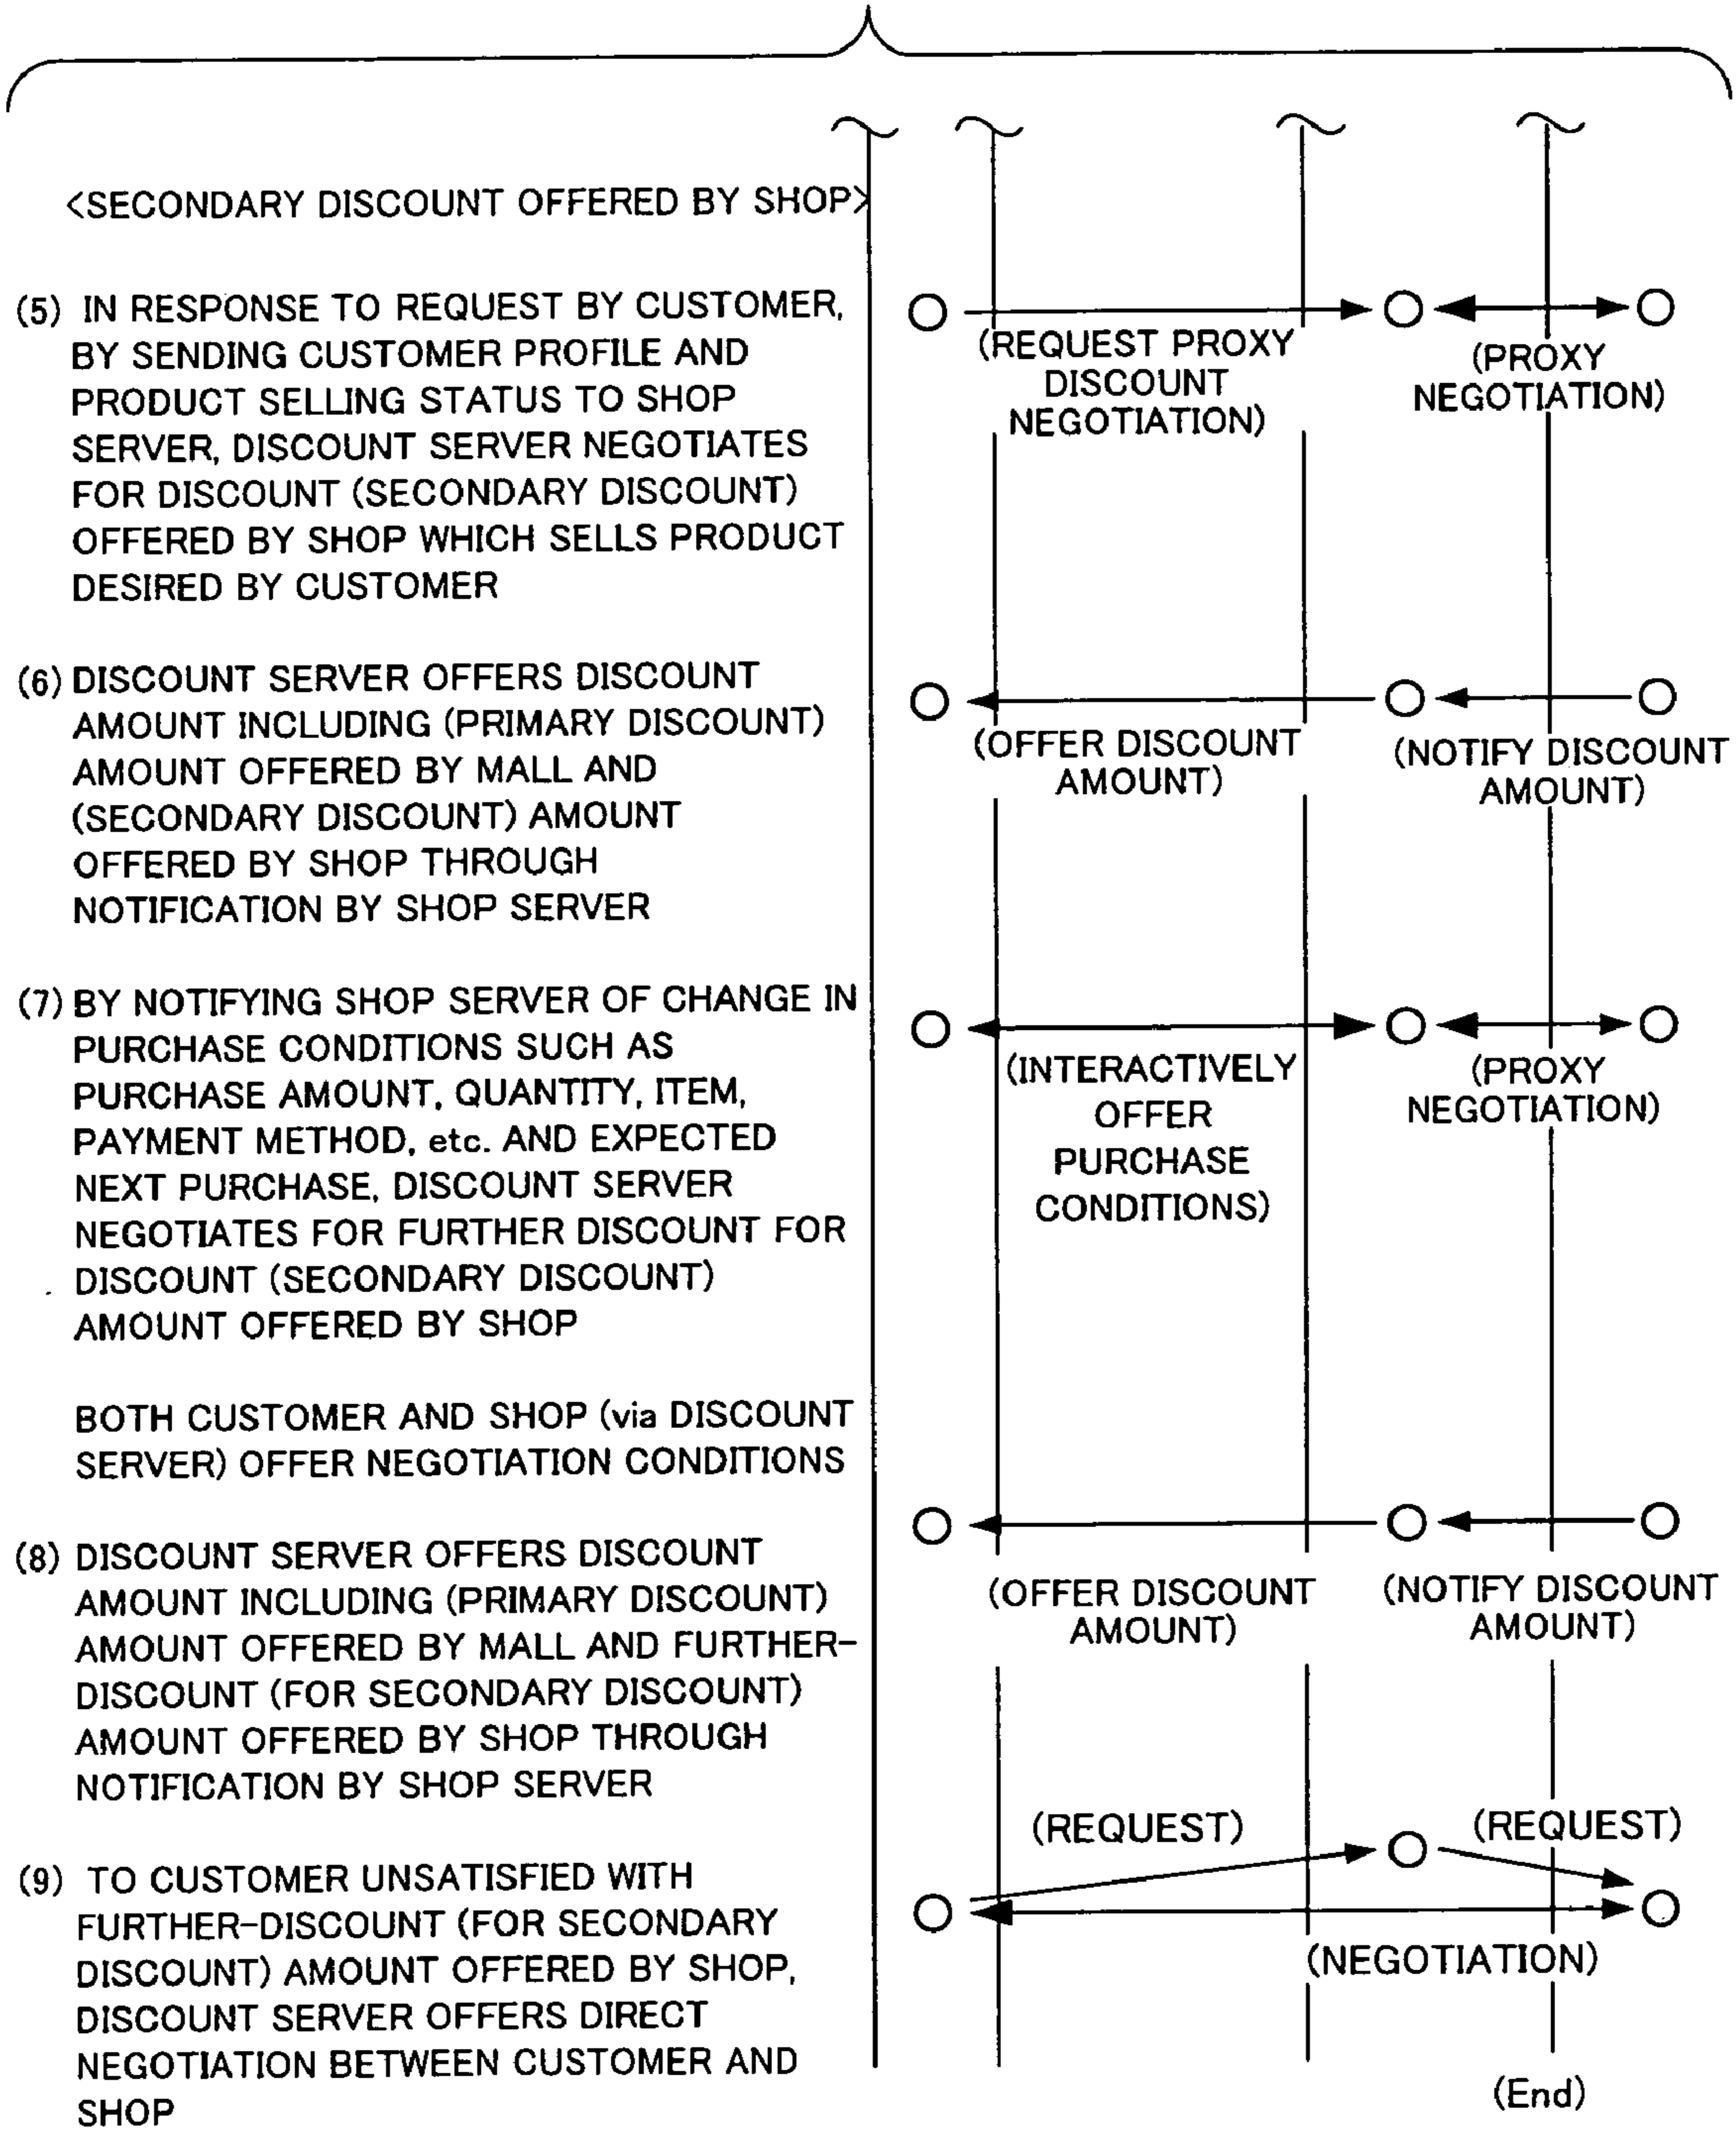 <SECONDARY DISCOUNT OFFERED BY SHOP>
(5) IN RESPONSE TO REQUEST BY CUSTOMER,
BY SENDING CUSTOMER PROFILE AND
PRODUCT SELLING STATUS TO SHOP
SERVER, DISCOUNT SERVER NEGOTIATES
FOR DISCOUNT (SECONDARY DISCOUNT)
OFFERED BY SHOP WHICH SELLS PRODUCT
DESIRED BY CUSTOMER
(REQUEST PROXY
DISCOUNT
NEGOTIATION)
(PROXY
NEGOTIATION)
(6) DISCOUNT SERVER OFFERS DISCOUNT
AMOUNT INCLUDING (PRIMARY DISCOUNT)
AMOUNT OFFERED BY MALL AND
(SECONDARY DISCOUNT) AMOUNT
OFFERED BY SHOP THROUGH
NOTIFICATION BY SHOP SERVER
(OFFER DISCOUNT
AMOUNT)
(NOTIFY DISCOUNT
AMOUNT)
(7) BY NOTIFYING SHOP SERVER OF CHANGE IN
PURCHASE CONDITIONS SUCH AS
PURCHASE AMOUNT, QUANTITY, ITEM,
PAYMENT METHOD, etc. AND EXPECTED
NEXT PURCHASE, DISCOUNT SERVER
NEGOTIATES FOR FURTHER DISCOUNT FOR
DISCOUNT (SECONDARY DISCOUNT)
AMOUNT OFFERED BY SHOP
(INTERACTIVELY
OFFER
PURCHASE
CONDITIONS)
(PROXY
NEGOTIATION)
BOTH CUSTOMER AND SHOP (via DISCOUNT
SERVER) OFFER NEGOTIATION CONDITIONS
(8) DISCOUNT SERVER OFFERS DISCOUNT
AMOUNT INCLUDING (PRIMARY DISCOUNT)
AMOUNT OFFERED BY MALL AND FURTHER-
DISCOUNT (FOR SECONDARY DISCOUNT)
AMOUNT OFFERED BY SHOP THROUGH
NOTIFICATION BY SHOP SERVER
(OFFER DISCOUNT
AMOUNT)
(NOTIFY DISCOUNT
AMOUNT)
(9) TO CUSTOMER UNSATISFIED WITH
FURTHER-DISCOUNT (FOR SECONDARY
DISCOUNT) AMOUNT OFFERED BY SHOP,
DISCOUNT SERVER OFFERS DIRECT
NEGOTIATION BETWEEN CUSTOMER AND
SHOP
(REQUEST)
(REQUEST)
(NEGOTIATION)
(End)